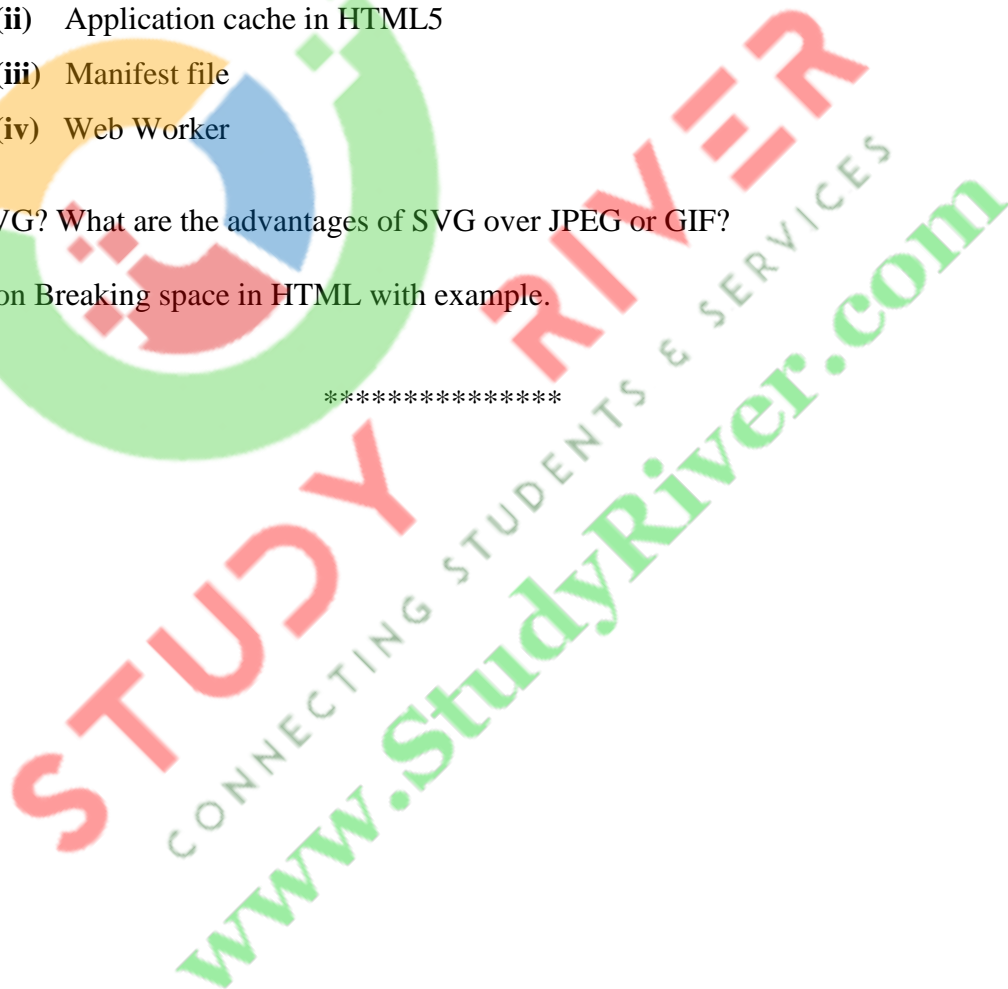 (ii) Application cache in HTML5
(iii) Manifest file
(iv) Web Worker
VG? What are the advantages of SVG over JPEG or GIF?
on Breaking space in HTML with example.
***************
STUDY RIVER
CONNECTING STUDENTS & SERVICES
www.StudyRiver.com